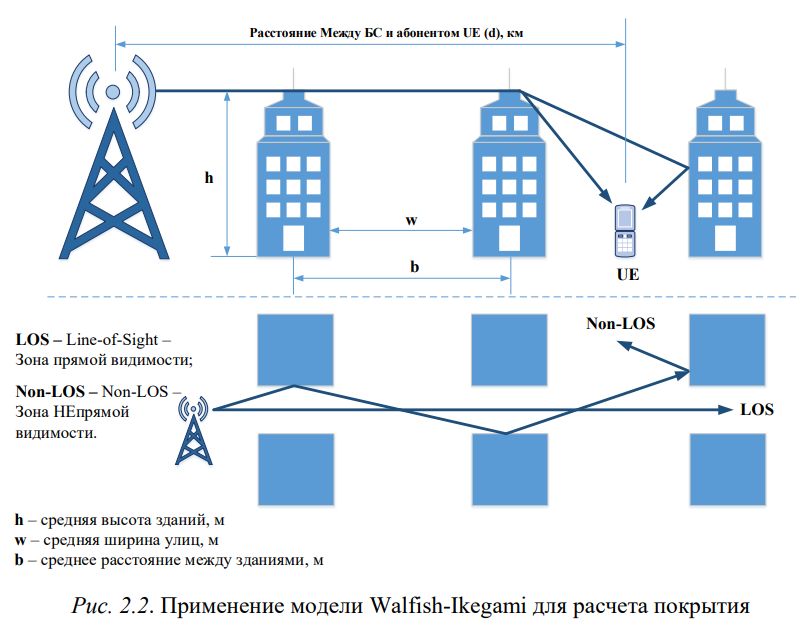 Расстояние Между БС и абонентом UE (d), км
h
w
b
UE
LOS – Line-of-Sight –
Зона прямой видимости;
Non-LOS – Non-LOS –
Зона НЕпрямой
видимости.
Non-LOS
LOS
h – средняя высота зданий, м
w – средняя ширина улиц, м
b – среднее расстояние между зданиями, м
Рис. 2.2. Применение модели Walfish-Ikegami для расчета покрытия